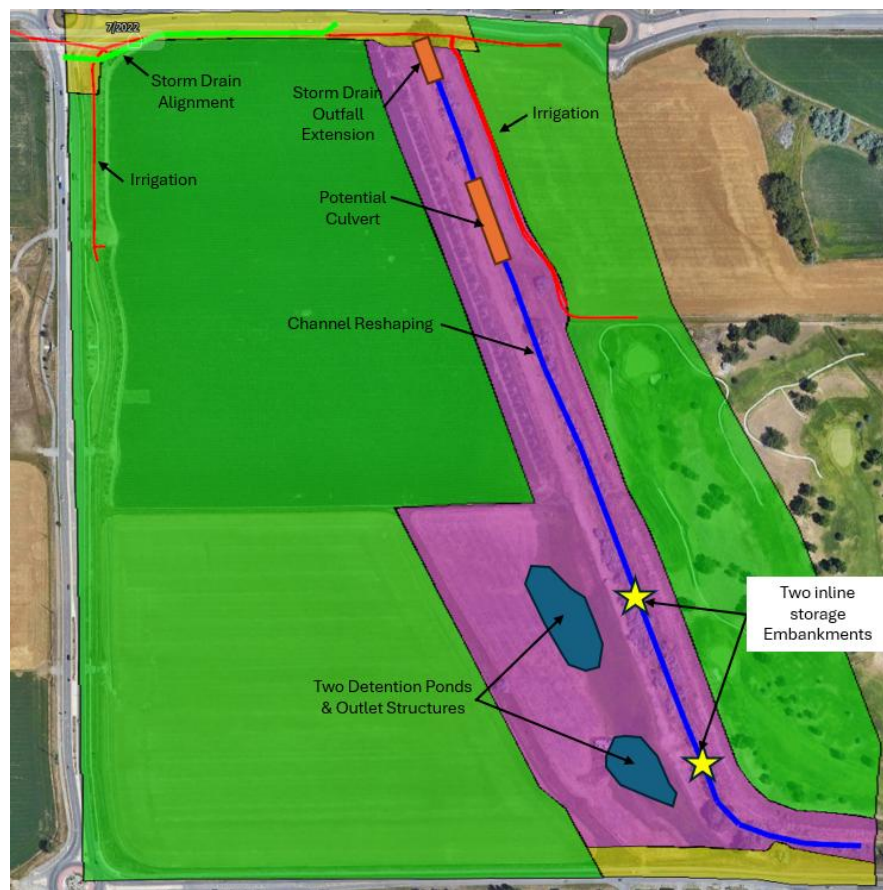 7/2022
Storm Drain
Alignment
Storm Drain
Outfall
Extension
Irrigation
Irrigation
Potential
Culvert
Channel Reshaping
Two inline
storage
Embankments
Two Detention Ponds
& Outlet Structures